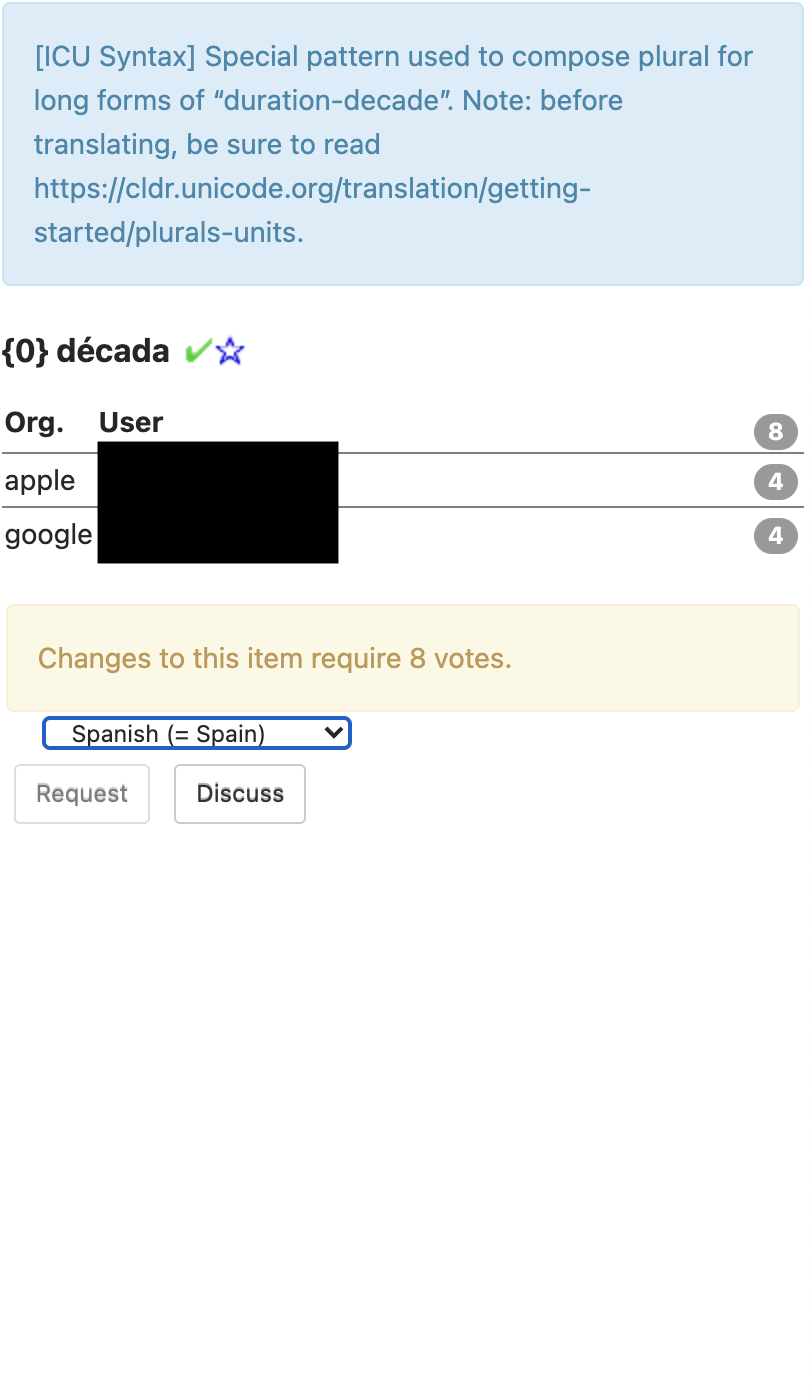 [ICU Syntax] Special pattern used to compose plural for
long forms of “duration-decade”. Note: before
translating, be sure to read
https://cldr.unicode.org/translation/getting-
started/plurals-units.
{0} década
Org. User 8
apple 4
google 4
Changes to this item require 8 votes.
Spanish (= Spain)
Request Discuss